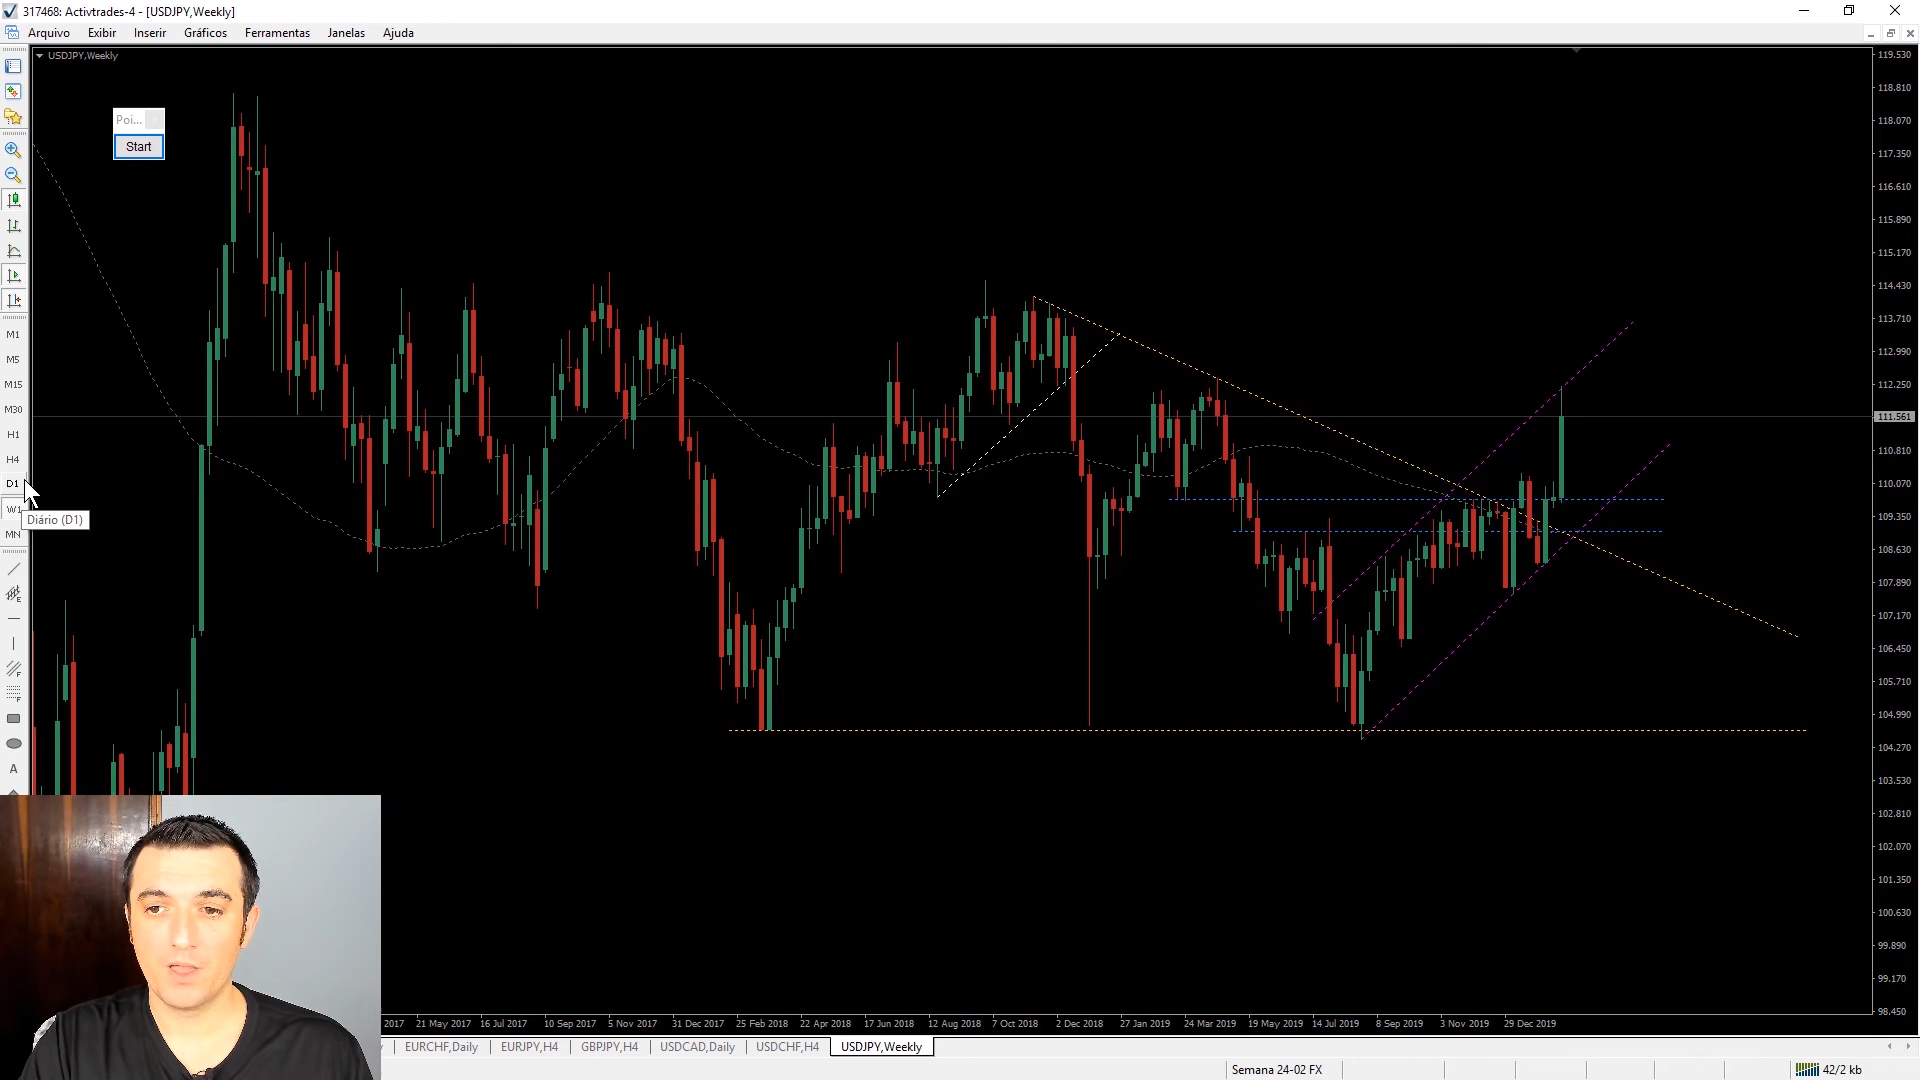 317468: Activtrades-4 - [USDJPY,Weekly]
Arquivo Exibir Inserir Gráficos Ferramentas Janelas Ajuda
USDJPY,Weekly
Poi...
Start
M1
M5
M15
M30
H1
H4
D1
W1
Diário (D1)
MN
E
F
F
A
119.530
118.810
118.070
117.350
116.610
115.890
115.170
114.430
113.710
112.990
112.250
111.561
110.810
110.070
109.350
108.630
107.890
107.170
106.450
105.710
104.990
104.270
103.530
102.810
102.070
101.350
100.630
99.890
99.170
98.450
2017 21 May 2017 16 Jul 2017 10 Sep 2017 5 Nov 2017 31 Dec 2017 25 Feb 2018 22 Apr 2018 17 Jun 2018 12 Aug 2018 7 Oct 2018 2 Dec 2018 27 Jan 2019 24 Mar 2019 19 May 2019 14 Jul 2019 8 Sep 2019 3 Nov 2019 29 Dec 2019
EURCHF,Daily EURJPY,H4 GBPJPY,H4 USDCAD,Daily USDCHF,H4 USDJPY,Weekly
Semana 24-02 FX
42/2 kb